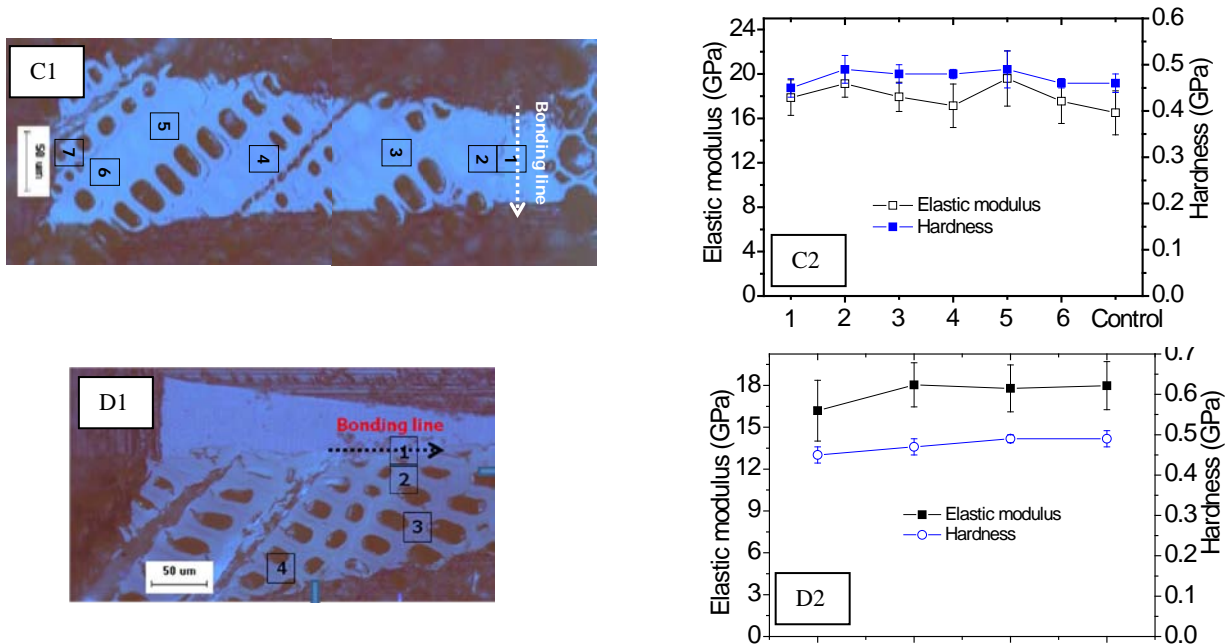 C1
1
2
3
4
5
6
7
Bonding line
50 um
Elastic modulus (GPa)
24
20
16
12
8
4
0
Elastic modulus
Hardness
C2
0.6
0.5
0.4
0.3
0.2
0.1
0.0
Hardness (GPa)
1 2 3 4 5 6 Control
D1
Bonding line
1
2
3
4
50 um
Elastic modulus (GPa)
18
15
12
9
6
3
0
Elastic modulus
Hardness
D2
0.7
0.6
0.5
0.4
0.3
0.2
0.1
0.0
Hardness (GPa)